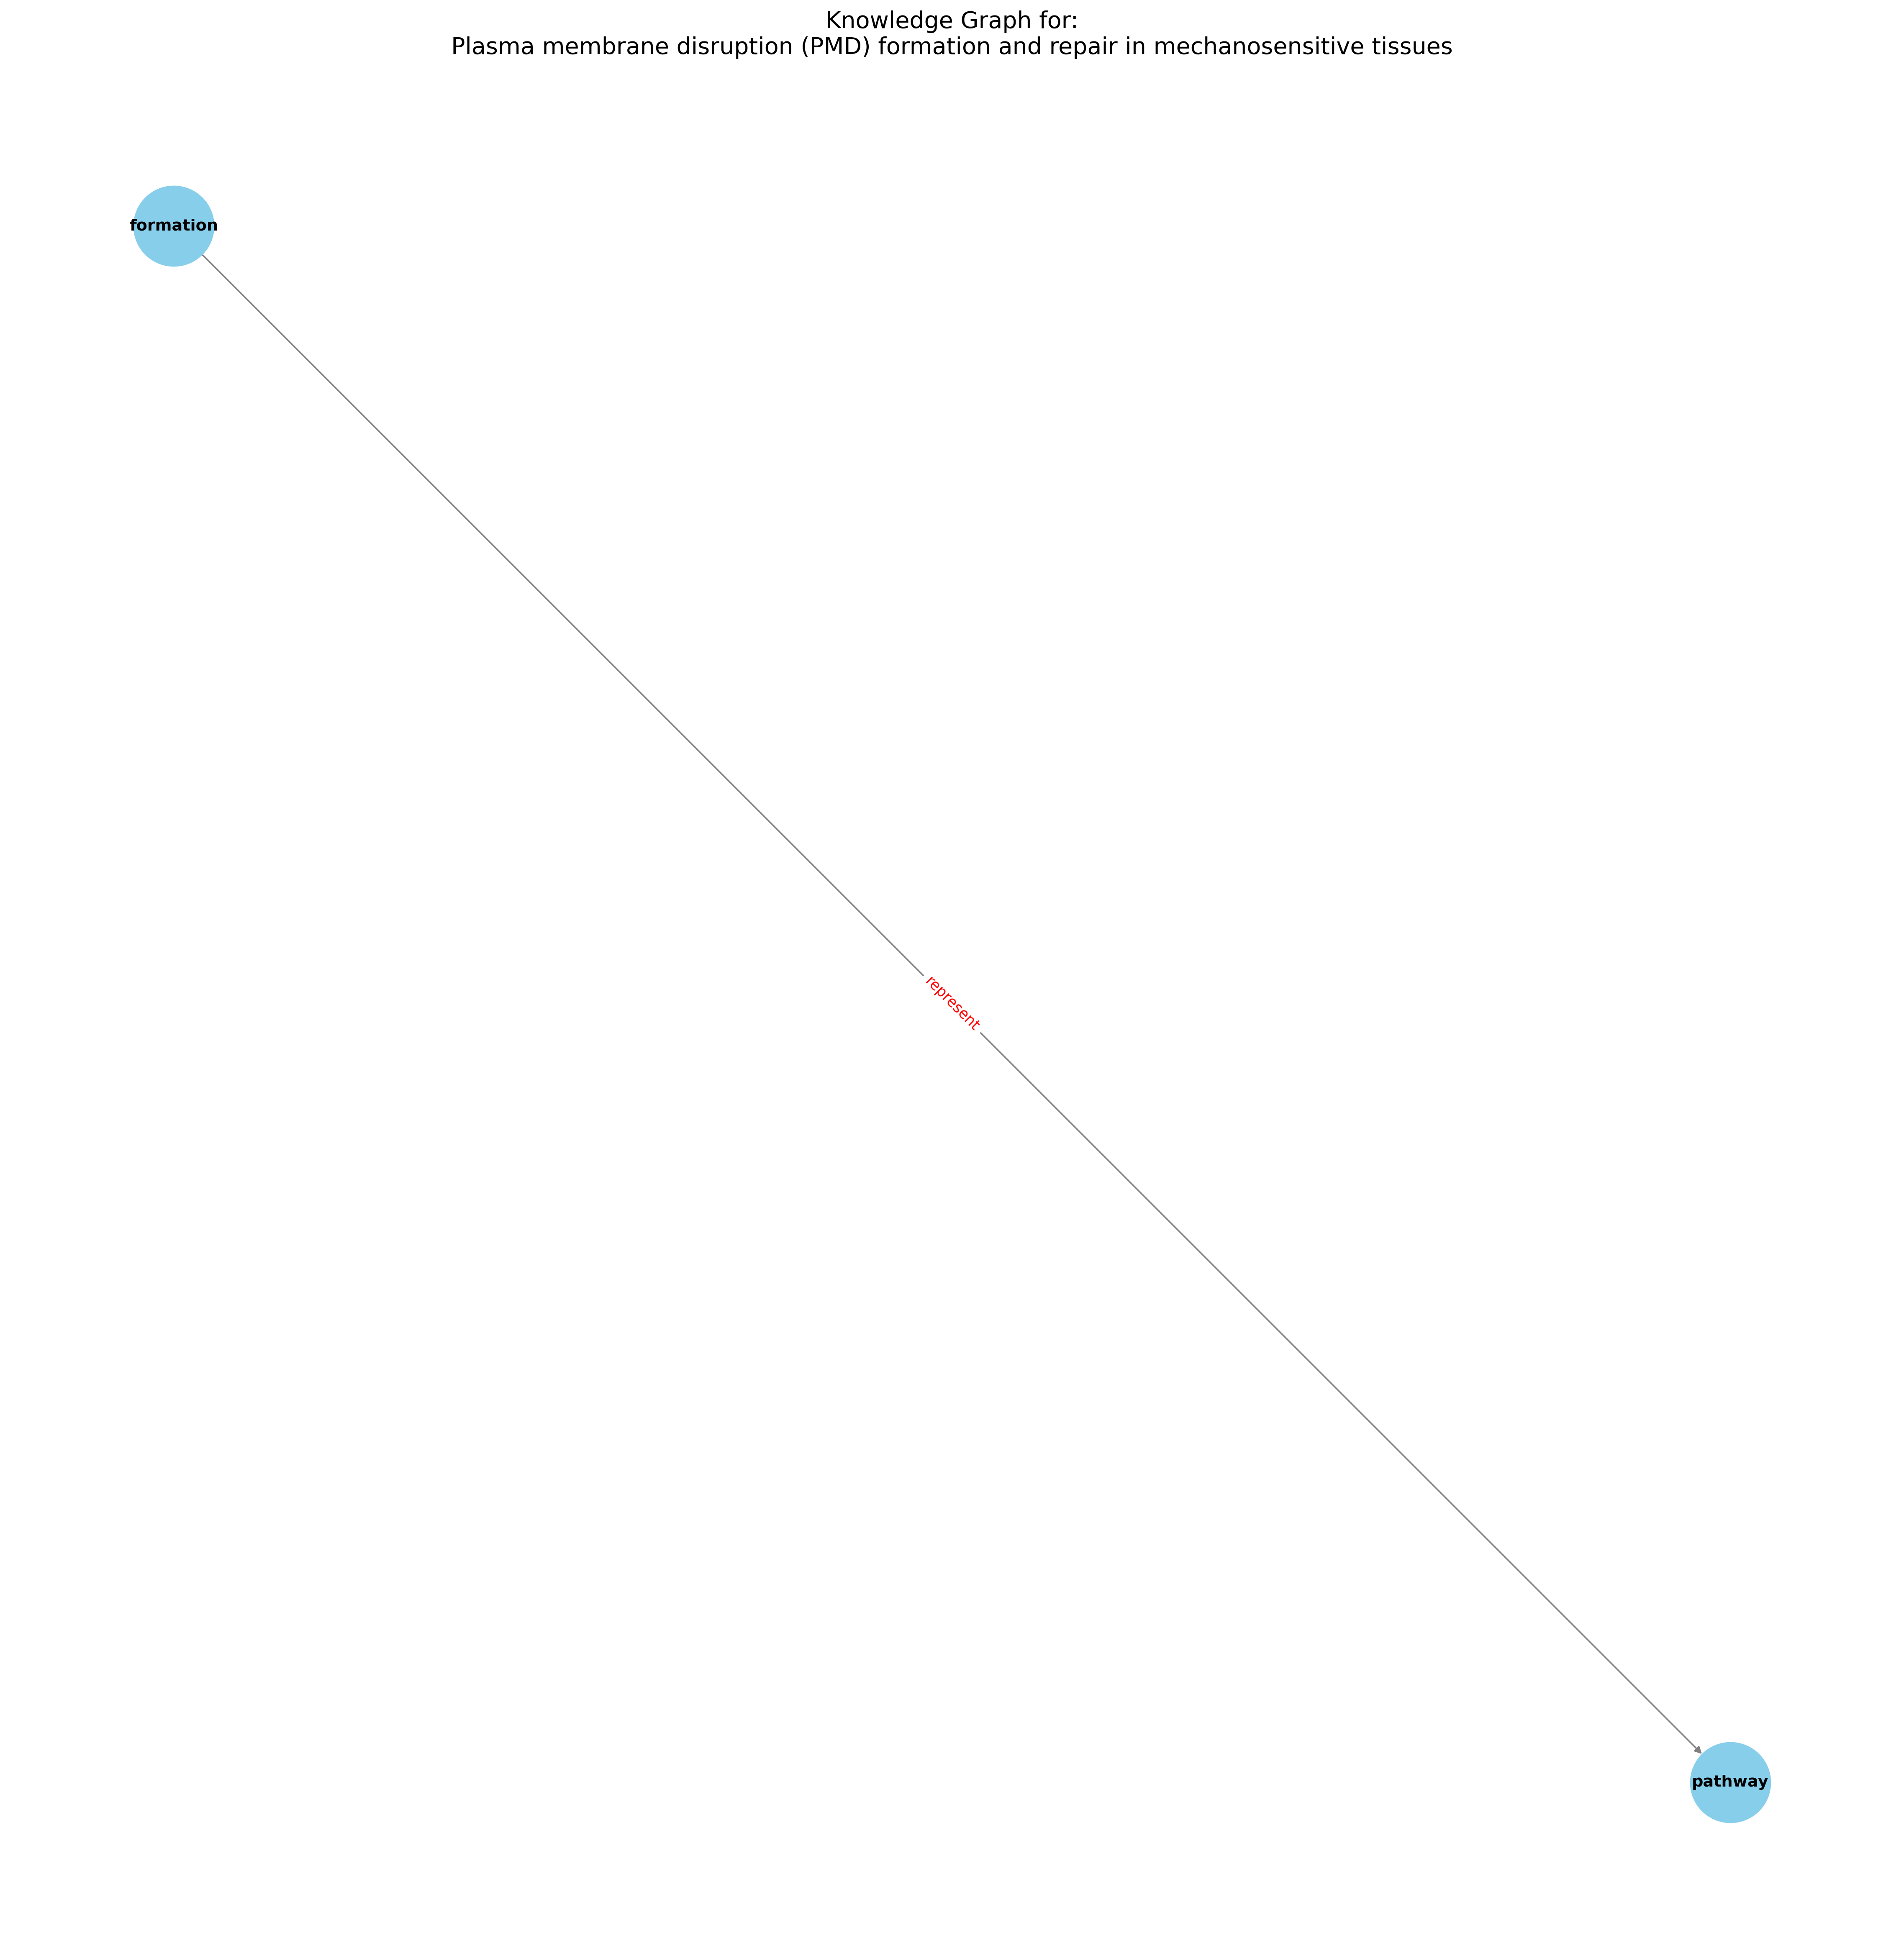 Knowledge Graph for:
Plasma membrane disruption (PMD) formation and repair in mechanosensitive tissues
formation
represent
pathway